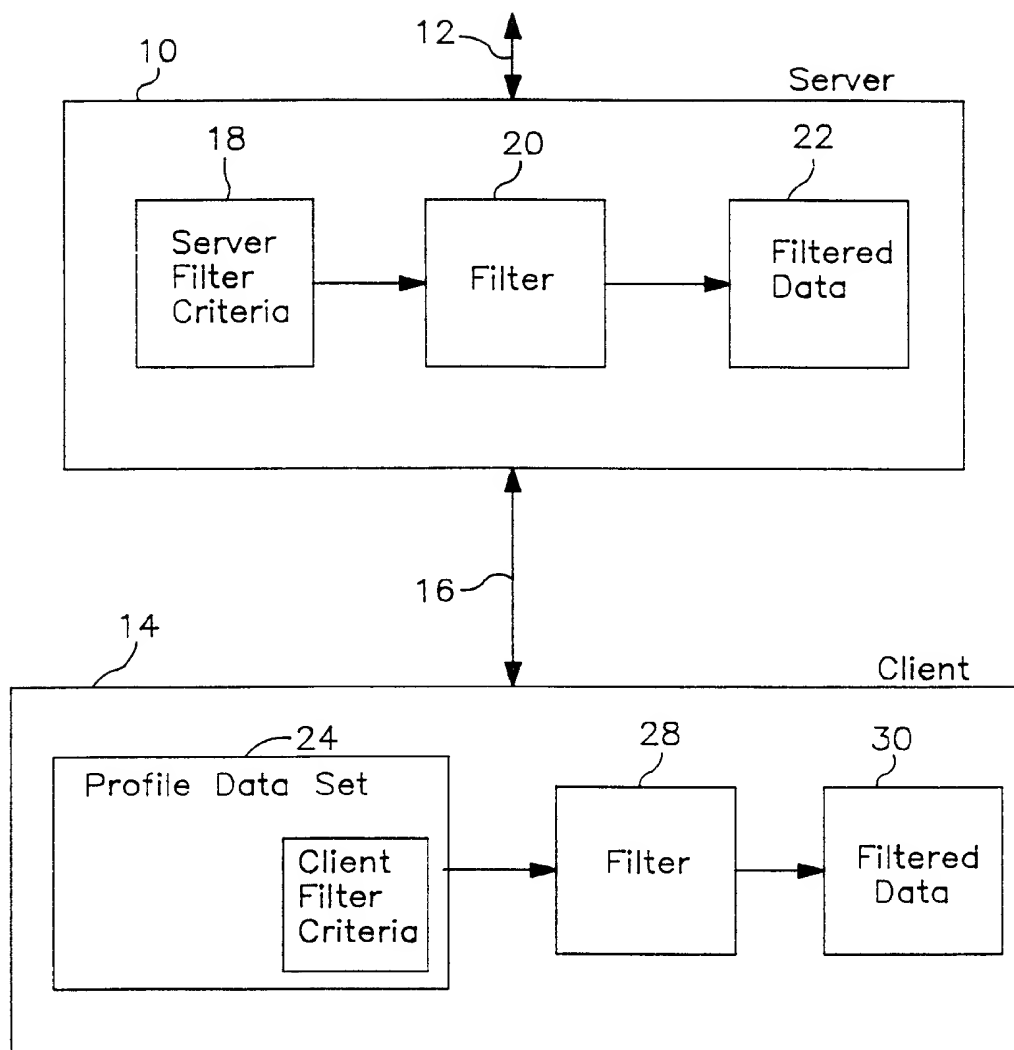 12
10
Server
18
20
22
Server
Filter
Criteria
Filter
Filtered
Data
16
14
Client
24
28
30
Profile Data Set
Client
Filter
Criteria
Filter
Filtered
Data